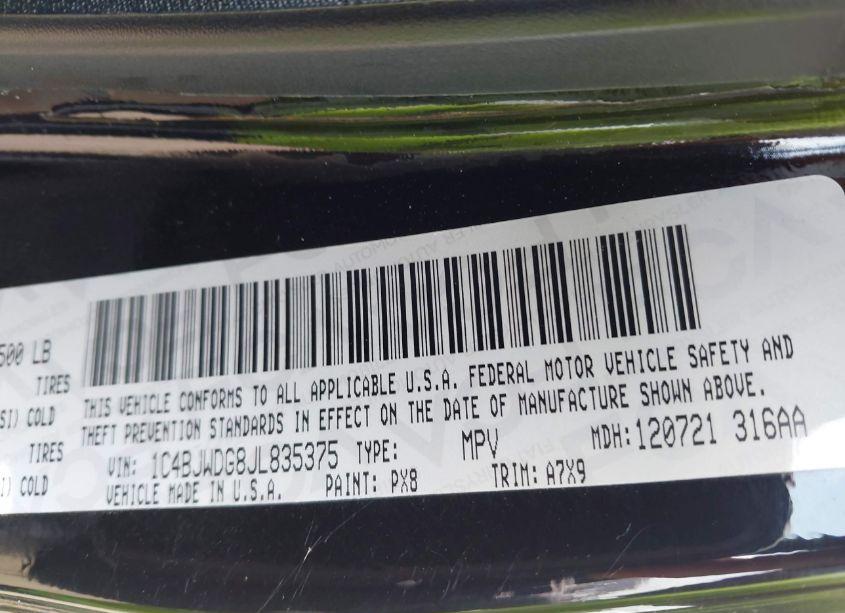 500 LB
TIRES
SI) COLD
TIRES
I) COLD
THIS VEHICLE CONFORMS TO ALL APPLICABLE U.S.A. FEDERAL MOTOR VEHICLE SAFETY AND
THEFT PREVENTION STANDARDS IN EFFECT ON THE DATE OF MANUFACTURE SHOWN ABOVE.
VIN: 1C4BJWDG8JL835375 TYPE: MPV MDH: 120721 316AA
VEHICLE MADE IN U.S.A. PAINT: PX8 TRIM: A7X9